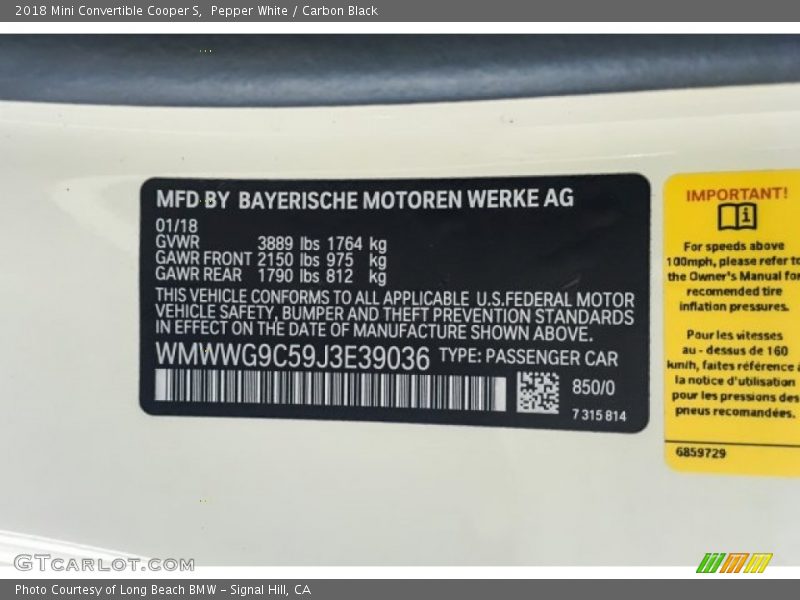 2018 Mini Convertible Cooper S,  Pepper White / Carbon Black
MFD BY BAYERISCHE MOTOREN WERKE AG
01/18
GVWR 3889 lbs 1764 kg
GAWR FRONT 2150 lbs 975 kg
GAWR REAR 1790 lbs 812 kg
THIS VEHICLE CONFORMS TO ALL APPLICABLE U.S.FEDERAL MOTOR
VEHICLE SAFETY, BUMPER AND THEFT PREVENTION STANDARDS
IN EFFECT ON THE DATE OF MANUFACTURE SHOWN ABOVE.
WMWWG9C59J3E39036 TYPE: PASSENGER CAR
850/0
7 315 814
IMPORTANT!
For speeds above
100mph, please refer to
the Owner's Manual for
recomended tire
inflation pressures.
Pour les vitesses
au - dessus de 160
km/h, faites référence à
la notice d'utilisation
pour les pressions des
pneus recomandées.
6859729
GTCARLOT.COM
Photo Courtesy of Long Beach BMW - Signal Hill, CA